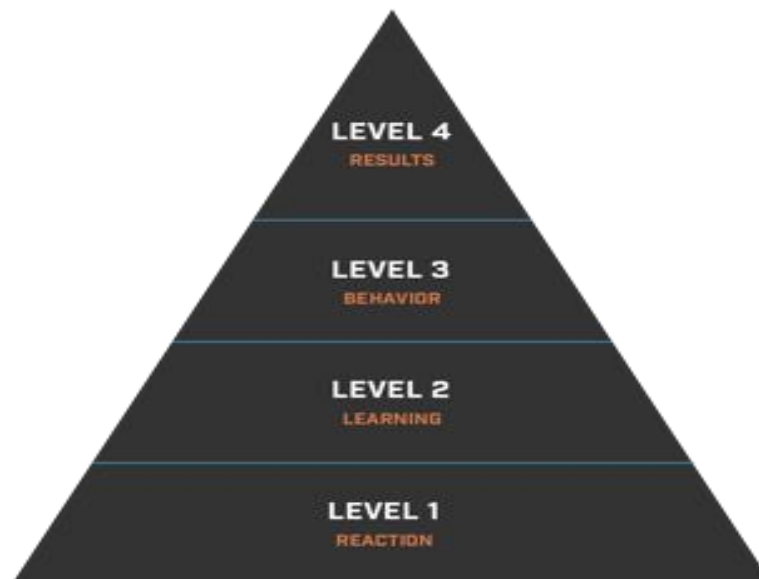 LEVEL 4
RESULTS
LEVEL 3
BEHAVIOR
LEVEL 2
LEARNING
LEVEL 1
REACTION